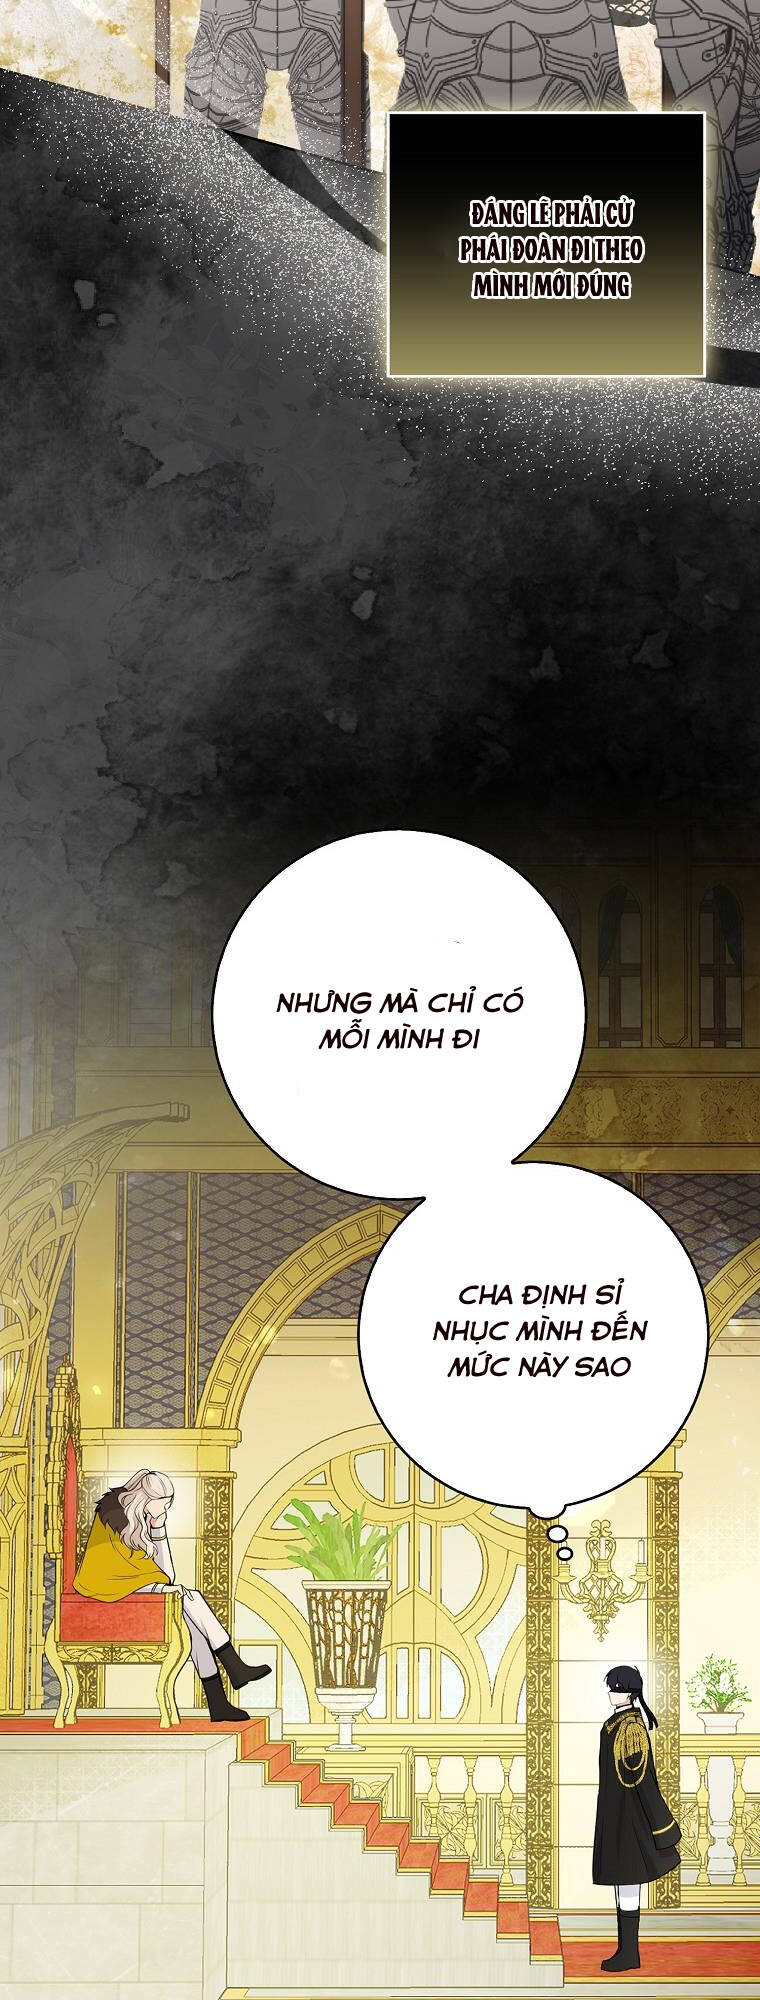 ĐÁNG LẼ PHẢI CỬ
PHÁI ĐOÀN ĐI THEO
MÌNH MỚI ĐÚNG
NHƯNG MÀ CHỈ CÓ
MỖI MÌNH ĐI
CHA ĐỊNH SỈ
NHỤC MÌNH ĐẾN
MỨC NÀY SAO